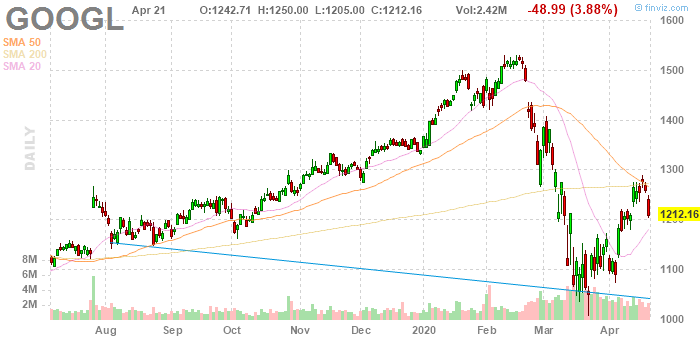 GOOGL
Apr 21 O:1242.71 H:1250.00 L:1205.00 C:1212.16 Vol:2.42M -48.99 (3.88%)
© finviz.com
SMA 50
SMA 200
SMA 20
DAILY
1600
1500
1400
1300
1212.16
1200
1100
1000
8M
6M
4M
2M
Aug Sep Oct Nov Dec 2020 Feb Mar Apr